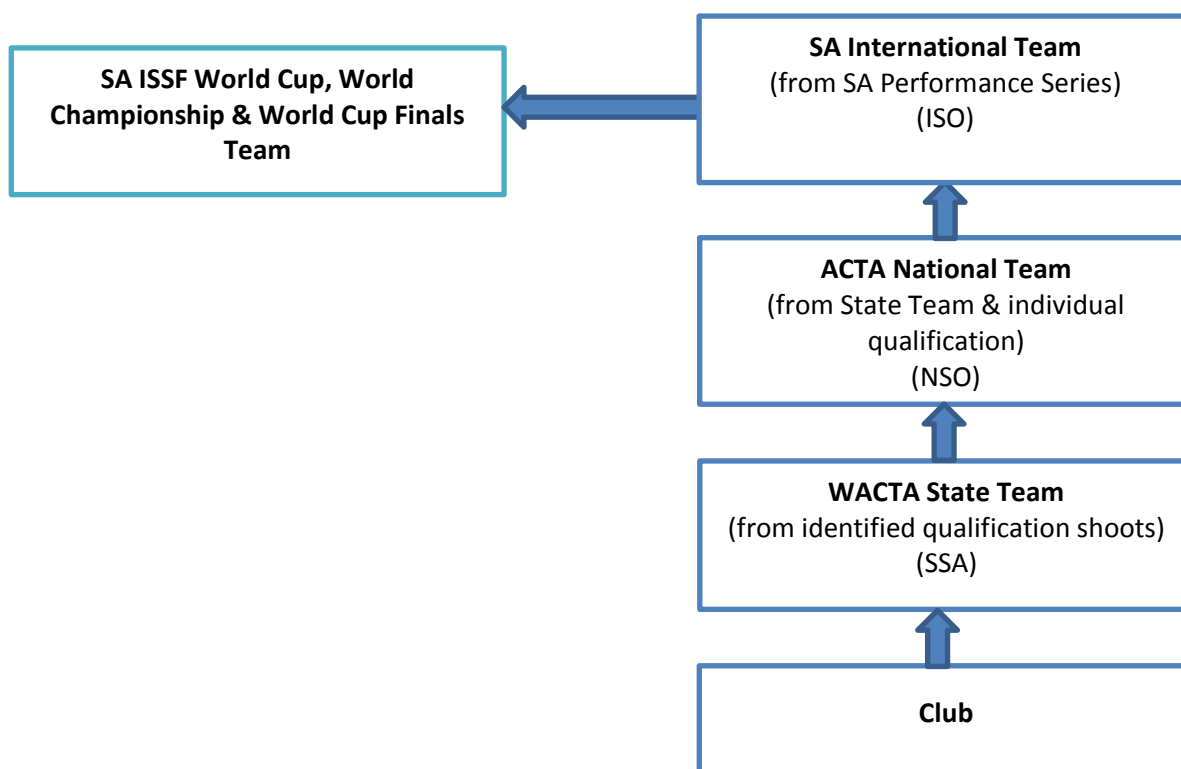 SA ISSF World Cup, World
Championship & World Cup Finals
Team
SA International Team
(from SA Performance Series)
(ISO)
ACTA National Team
(from State Team & individual
qualification)
(NSO)
WACTA State Team
(from identified qualification shoots)
(SSA)
Club